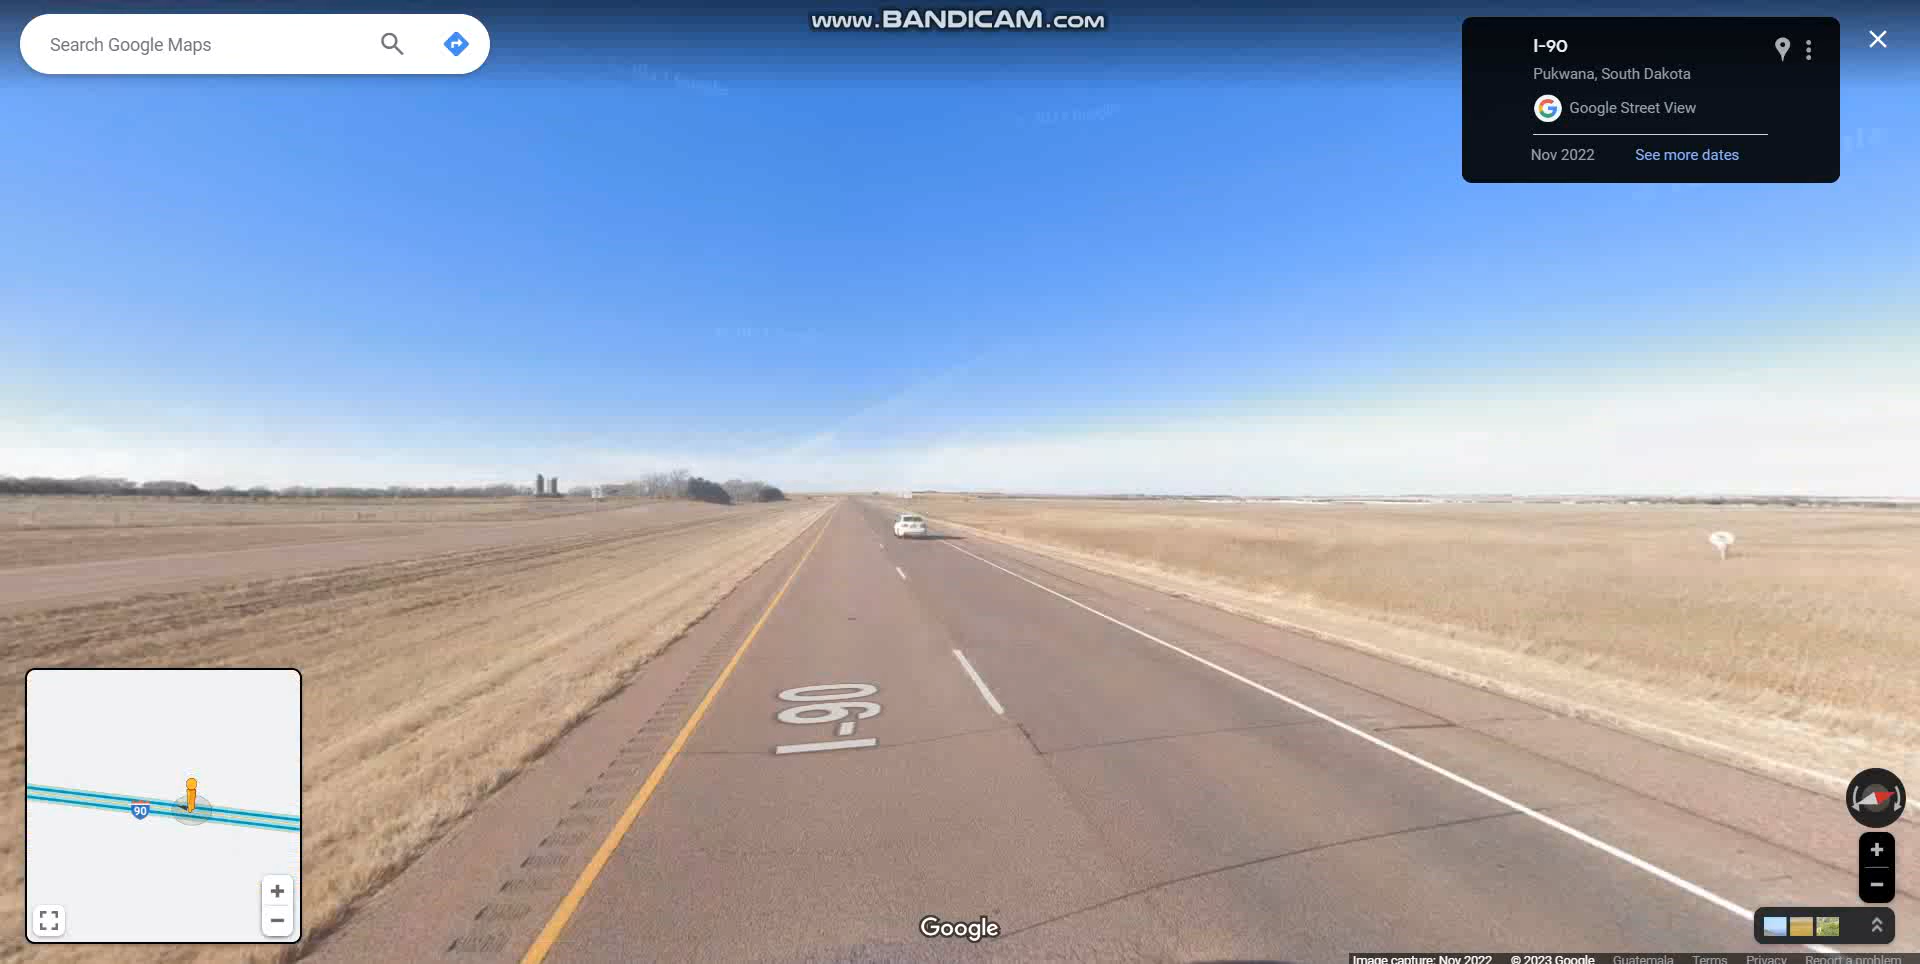 www.BANDICAM.com
Search Google Maps
I-90
Pukwana, South Dakota
Google Street View
Nov 2022
See more dates
I-90
90
Google
Image capture: Nov 2022 © 2023 Google Guatemala Terms Privacy Report a problem